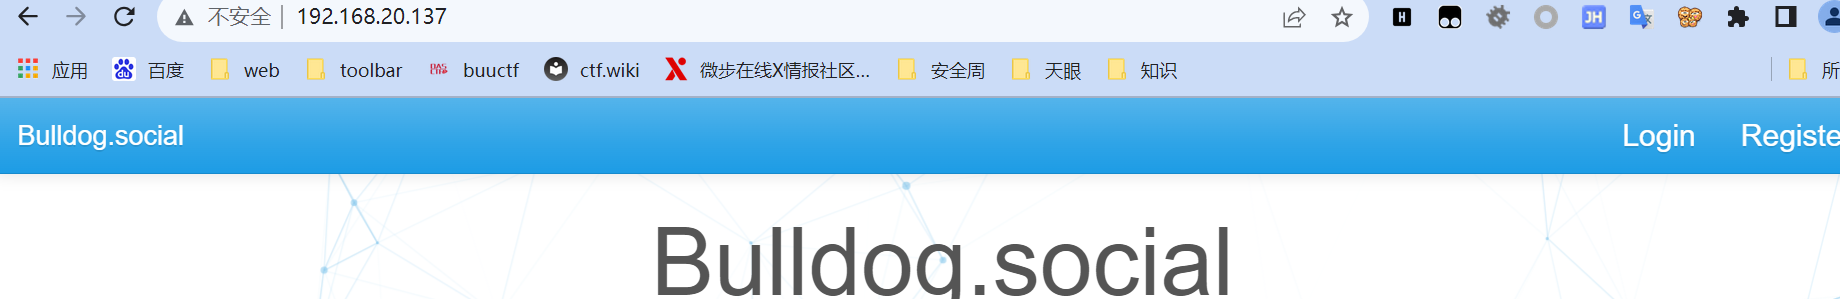 不安全 192.168.20.137
应用 百度 web toolbar buuctf ctf.wiki 微步在线X情报社区... 安全周 天眼 知识 所
Bulldog.social Login Registe
Bulldog.social